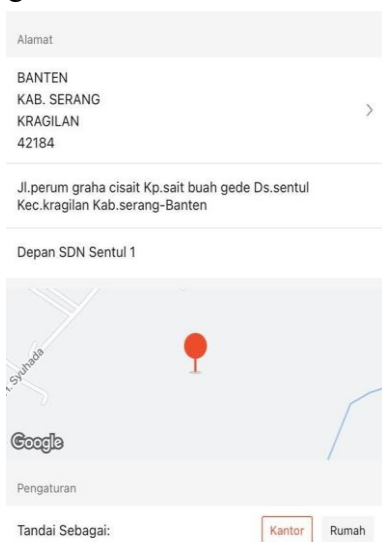 Alamat
BANTEN
KAB. SERANG
KRAGILAN
42184
Jl.perum graha cisait Kp.sait buah gede Ds.sentul
Kec.kragilan Kab.serang-Banten
Depan SDN Sentul 1
Syuhada
Google
Pengaturan
Tandai Sebagai:
Kantor
Rumah